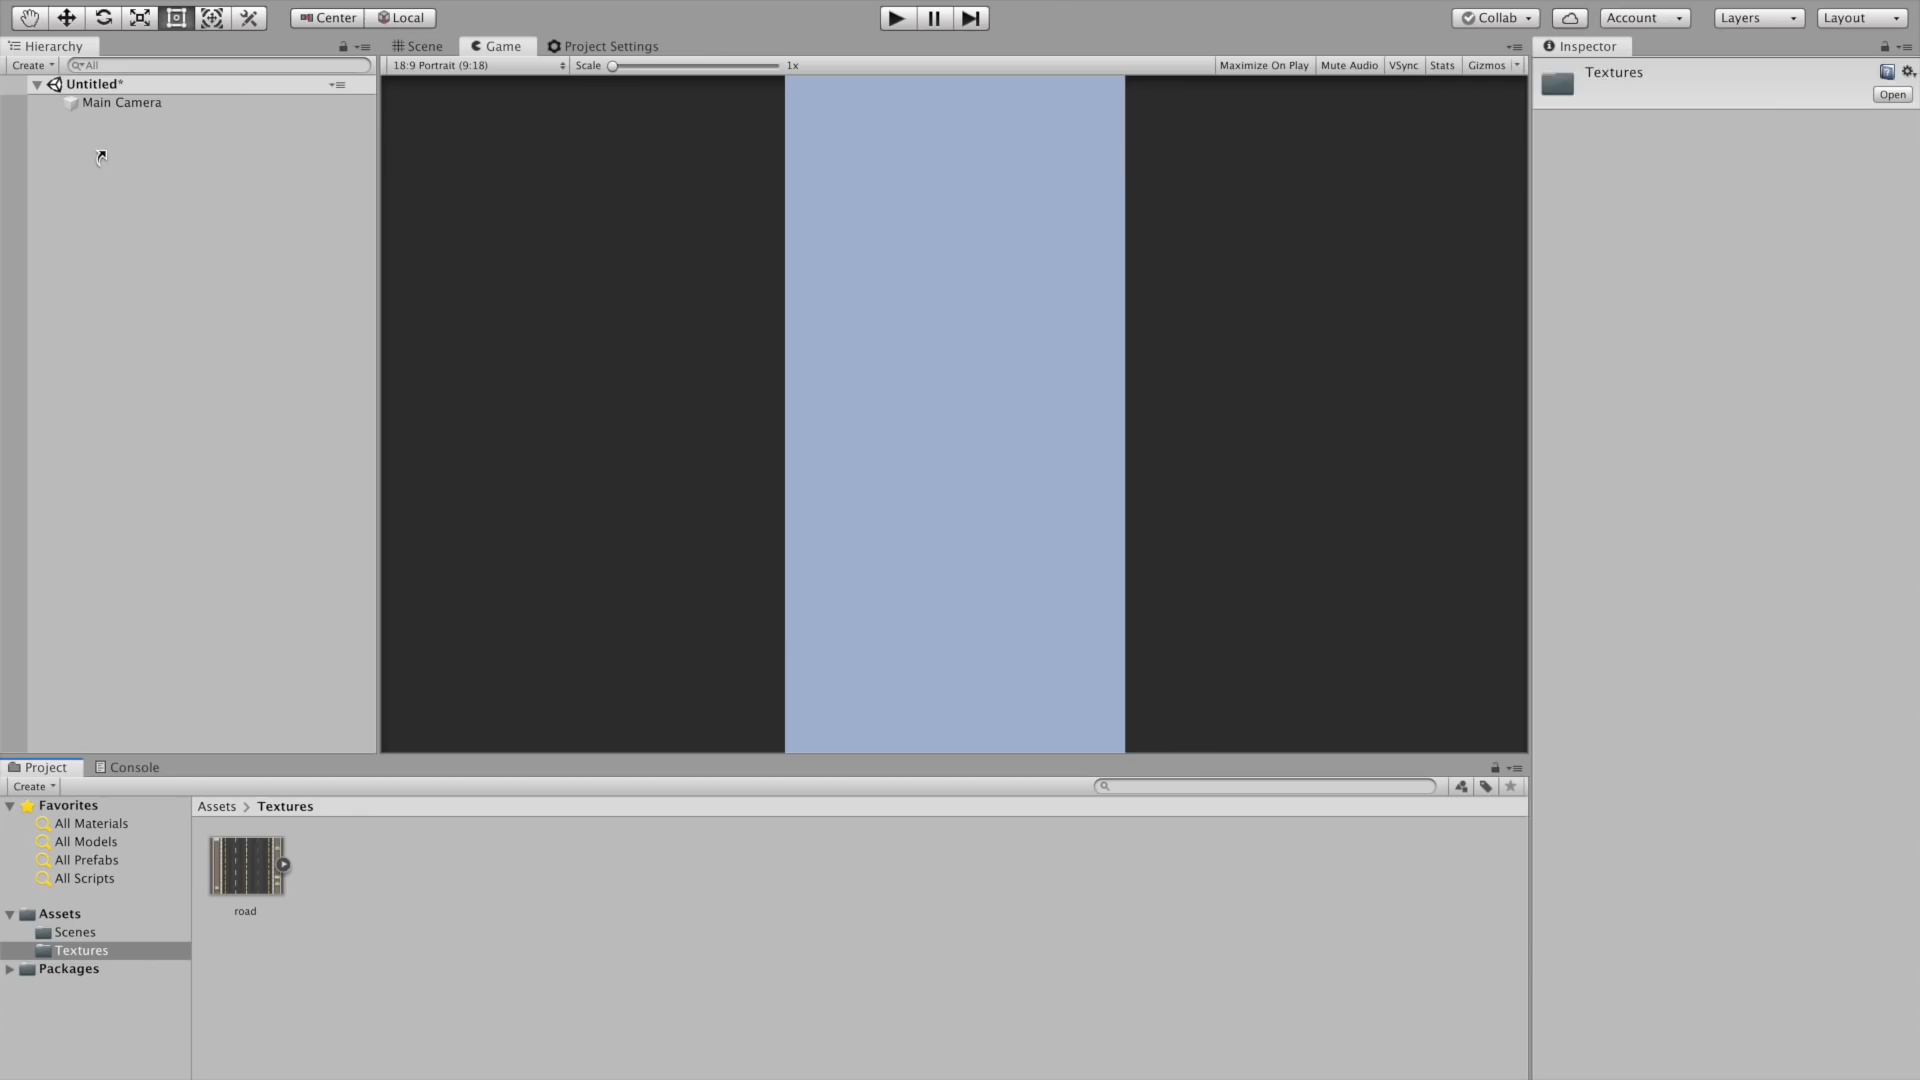 Center Local Collab Account Layers Layout
Hierarchy Scene Game Project Settings Inspector
Create All 18:9 Portrait (9:18) Scale 1x Maximize On Play Mute Audio VSync Stats Gizmos
Textures
Open
Untitled*
Main Camera
Project Console
Create
Favorites
All Materials
All Models
All Prefabs
All Scripts
Assets
Scenes
Textures
Packages
Assets > Textures
road